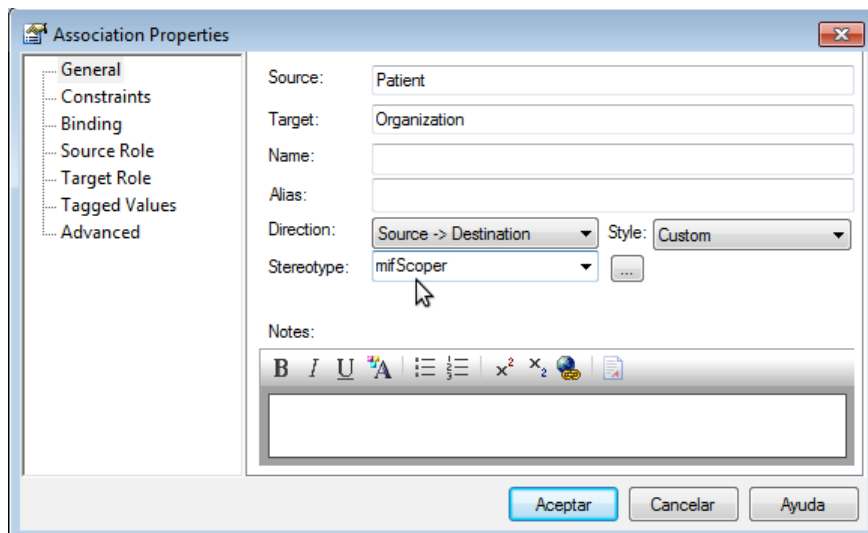 Association Properties
General
Constraints
Binding
Source Role
Target Role
Tagged Values
Advanced
Source: Patient
Target: Organization
Name:
Alias:
Direction: Source -> Destination Style: Custom
Stereotype: mifScoper ...
Notes:
B I U A x² x₂
Aceptar Cancelar Ayuda